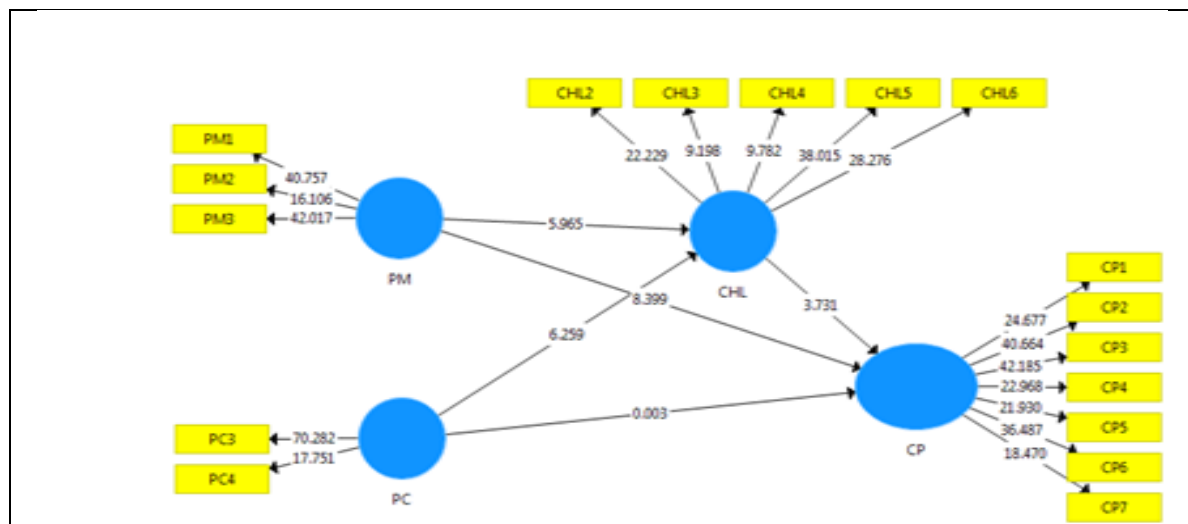 CHL2 CHL3 CHL4 CHL5 CHL6
PM1
PM2
PM3
40.757
16.106
42.017
22.229
9.198
9.782
38.015
28.276
PM
5.965
CHL
8.399
6.259
3.731
CP1
CP2
CP3
CP4
CP5
CP6
CP7
24.677
40.664
42.185
22.968
21.930
36.487
18.470
CP
0.003
PC3
PC4
70.282
17.751
PC